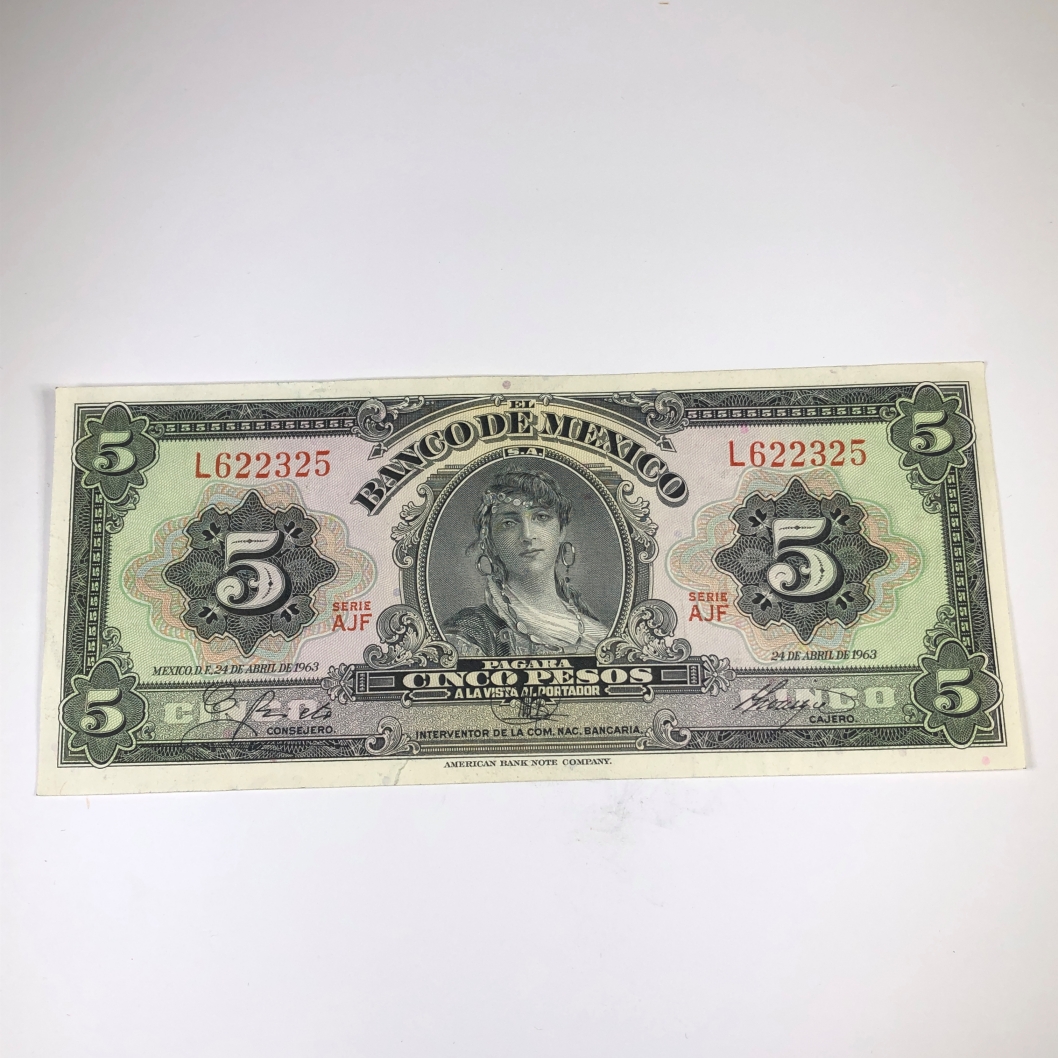 EL
BANCO DE MEXICO
S.A.
5
5
L622325
L622325
5
5
SERIE
AJF
SERIE
AJF
MEXICO, D. F. 24 DE ABRIL DE 1963
24 DE ABRIL DE 1963
PAGARA
CINCO PESOS
A LA VISTA AL PORTADOR
5
5
CINCO
CINCO
CONSEJERO.
INTERVENTOR DE LA COM. NAC. BANCARIA.
CAJERO.
AMERICAN BANK NOTE COMPANY.